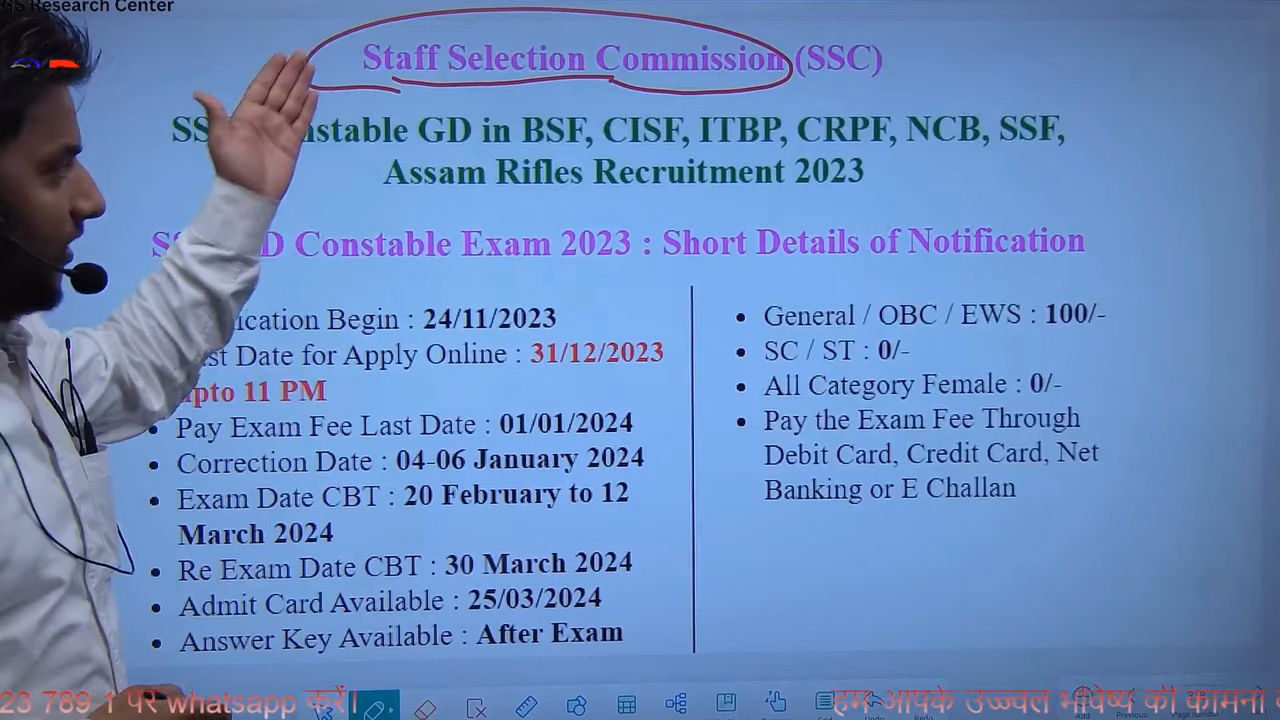 GS Research Center
Staff Selection Commission (SSC)
GD in BSF, CISF, ITBP, CRPF, NCB, SSF,
Assam Rifles Recruitment 2023
Constable Exam 2023 : Short Details of Notification
Begin : 24/11/2023
Date for Apply Online : 31/12/2023
upto 11 PM
• Pay Exam Fee Last Date : 01/01/2024
• Correction Date : 04-06 January 2024
• Exam Date CBT : 20 February to 12
March 2024
• Re Exam Date CBT : 30 March 2024
• Admit Card Available : 25/03/2024
• Answer Key Available : After Exam
• General / OBC / EWS : 100/-
• SC / ST : 0/-
• All Category Female : 0/-
• Pay the Exam Fee Through
Debit Card, Credit Card, Net
Banking or E Challan
23 789 1 पर whatsapp करें। हम आपके उज्ज्वल भविष्य की कामना